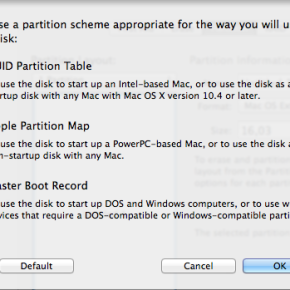 se a partition scheme appropriate for the way you will us
disk:
UID Partition Table
use the disk to start up an Intel-based Mac, or to use the disk as a
artup disk with any Mac with Mac OS X version 10.4 or later.
ple Partition Map
use the disk to start up a PowerPC-based Mac, or to use the disk as
n-startup disk with any Mac.
aster Boot Record
use the disk to start up DOS and Windows computers, or to use w
vices that require a DOS-compatible or Windows-compatible partit
Default
Cancel
OK